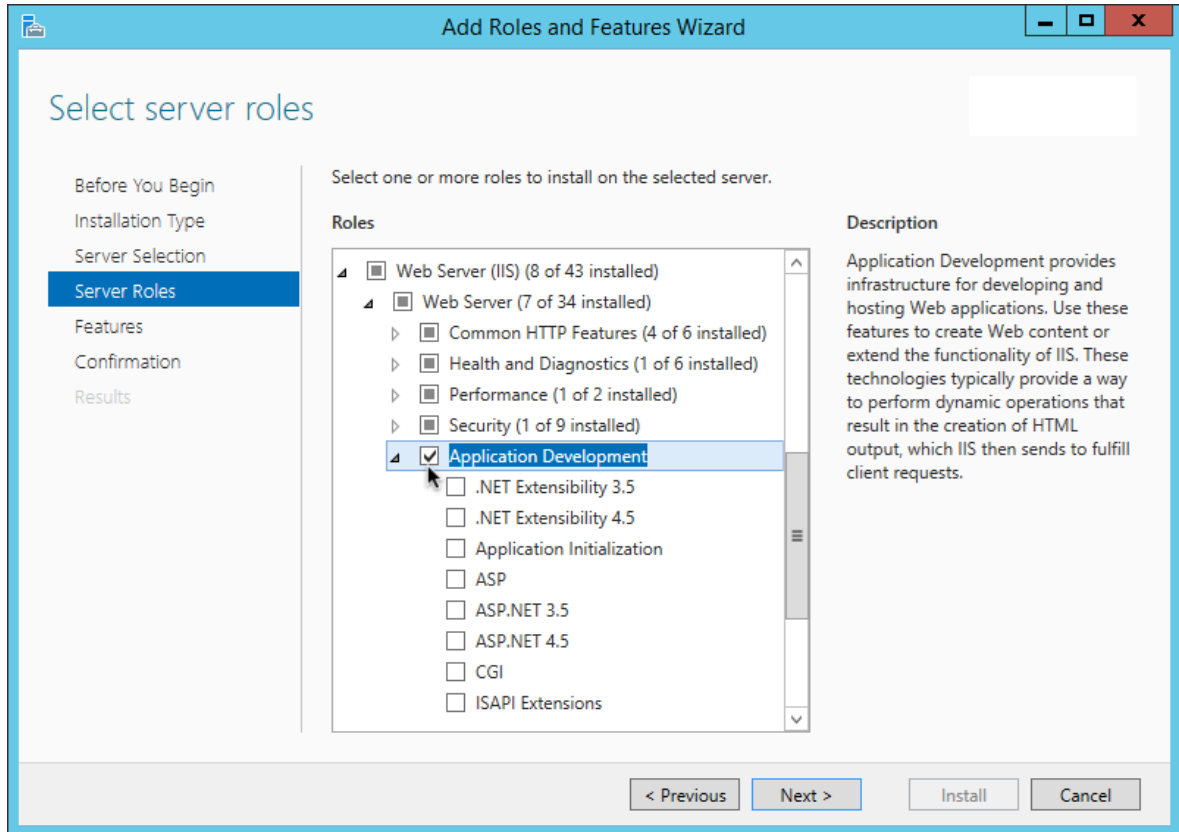 Add Roles and Features Wizard
Select server roles
Before You Begin
Installation Type
Server Selection
Server Roles
Features
Confirmation
Results
Select one or more roles to install on the selected server.
Roles
Web Server (IIS) (8 of 43 installed)
Web Server (7 of 34 installed)
Common HTTP Features (4 of 6 installed)
Health and Diagnostics (1 of 6 installed)
Performance (1 of 2 installed)
Security (1 of 9 installed)
Application Development
.NET Extensibility 3.5
.NET Extensibility 4.5
Application Initialization
ASP
ASP.NET 3.5
ASP.NET 4.5
CGI
ISAPI Extensions
Description
Application Development provides
infrastructure for developing and
hosting Web applications. Use these
features to create Web content or
extend the functionality of IIS. These
technologies typically provide a way
to perform dynamic operations that
result in the creation of HTML
output, which IIS then sends to fulfill
client requests.
< Previous
Next >
Install
Cancel